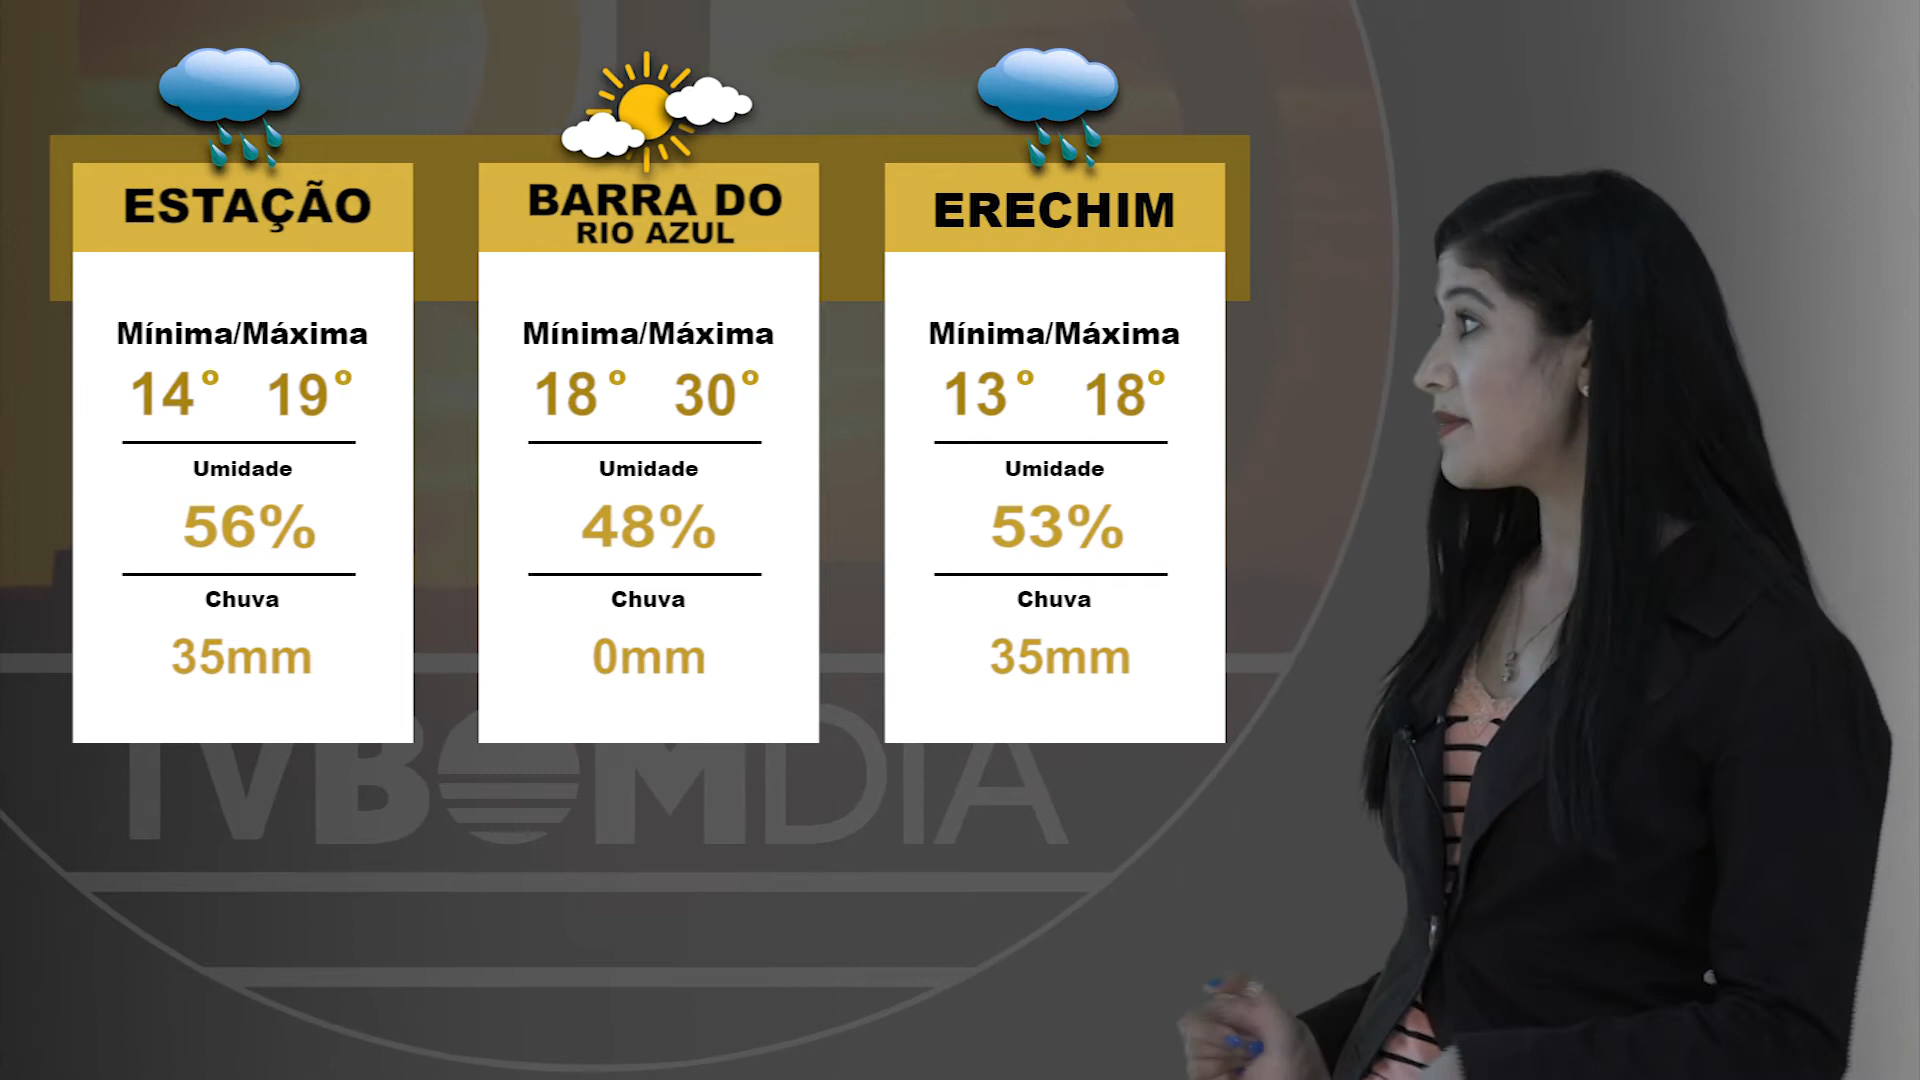 ESTAÇÃO
Mínima/Máxima
14° 19°
Umidade
56%
Chuva
35mm
BARRA DO
RIO AZUL
Mínima/Máxima
18° 30°
Umidade
48%
Chuva
0mm
ERECHIM
Mínima/Máxima
13° 18°
Umidade
53%
Chuva
35mm
TVBOMDIA